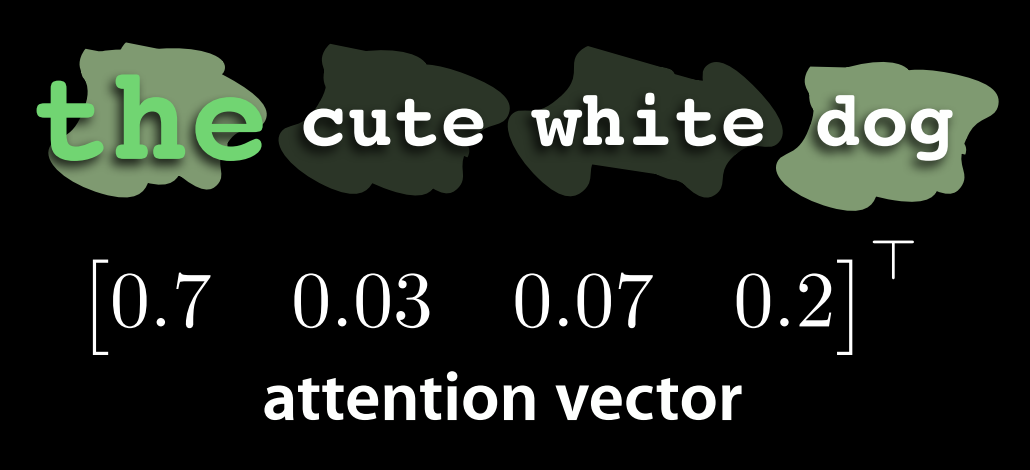 the cute white dog
[0.7 0.03 0.07 0.2]⊤
attention vector